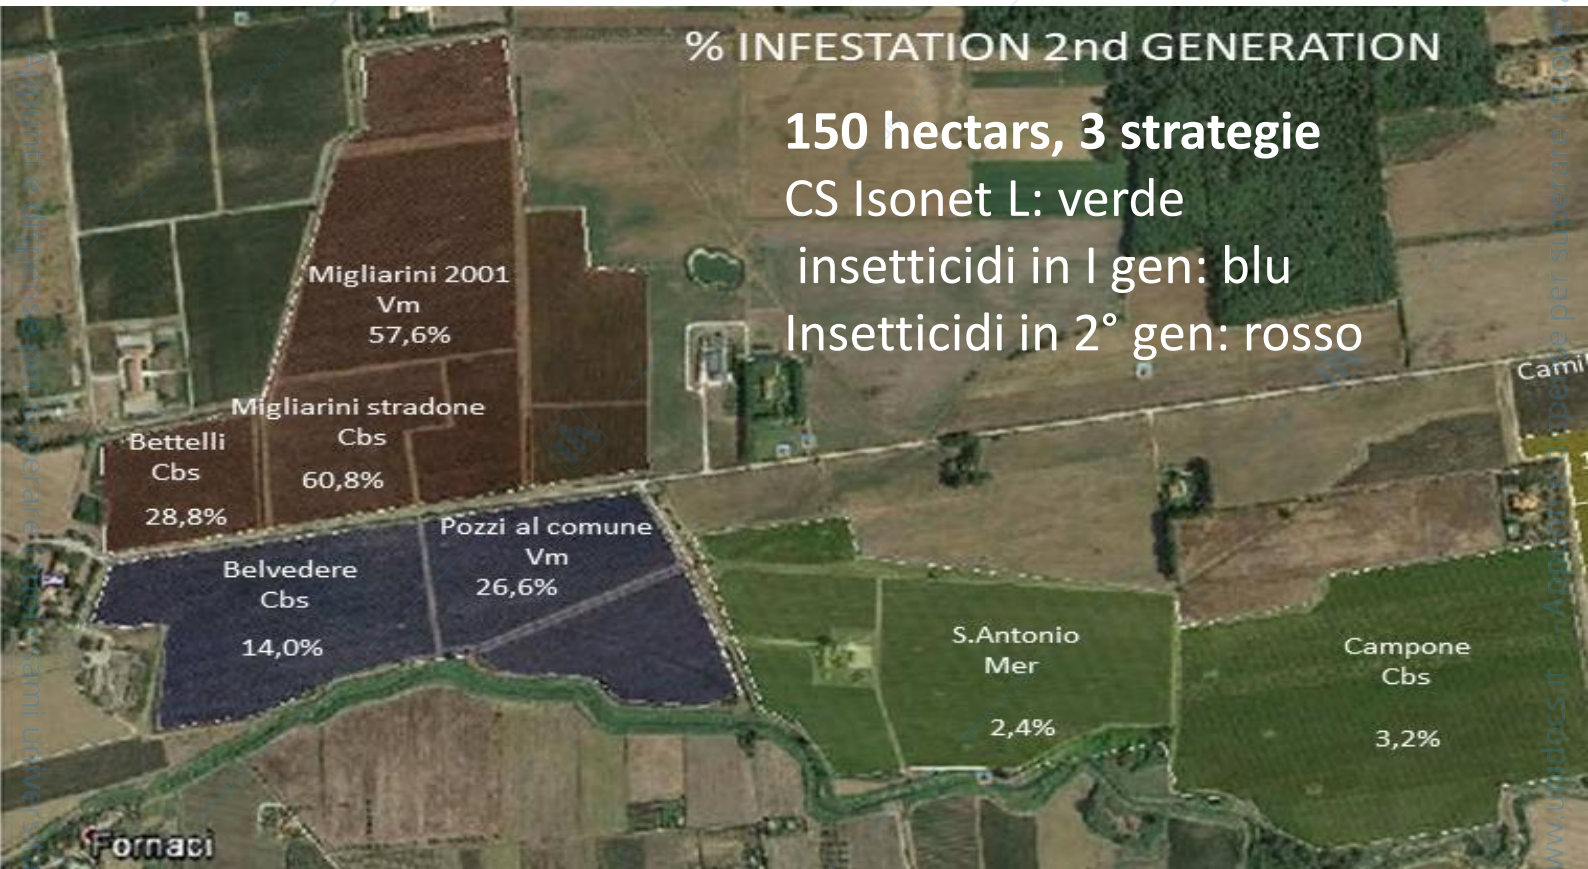 % INFESTATION 2nd GENERATION
150 hectars, 3 strategie
CS Isonet L: verde
insetticidi in I gen: blu
Insetticidi in 2° gen: rosso
Migliarini 2001
Vm
57,6%
Migliarini stradone
Cbs
60,8%
Bettelli
Cbs
28,8%
Belvedere
Cbs
14,0%
Pozzi al comune
Vm
26,6%
S.Antonio
Mer
2,4%
Campone
Cbs
3,2%
Fornaci